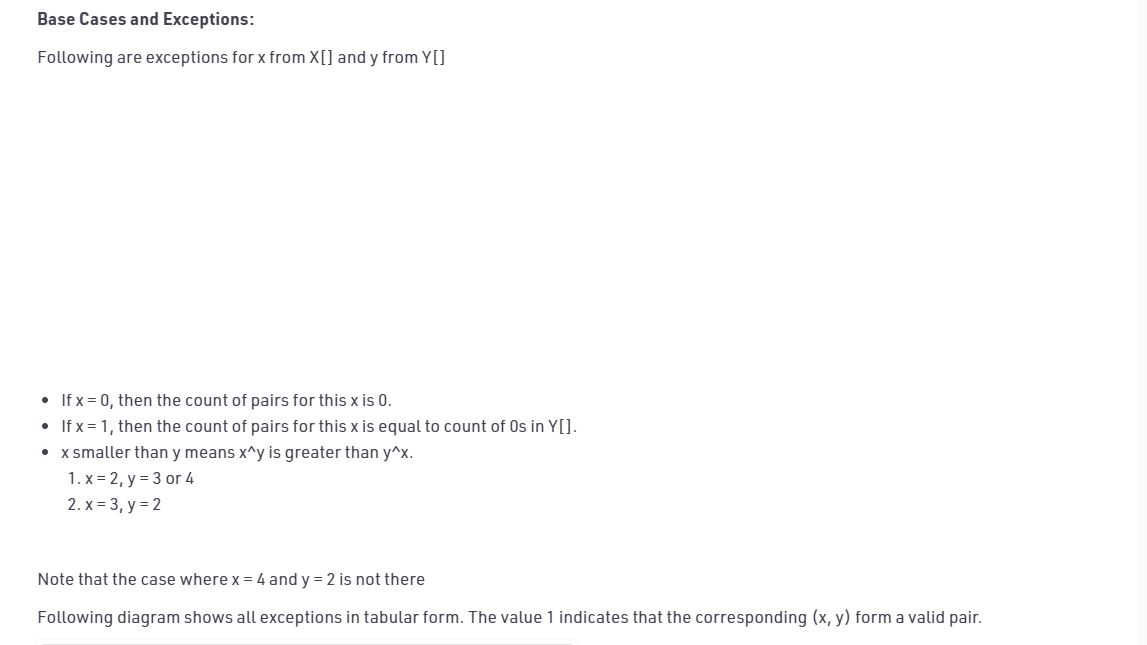 Base Cases and Exceptions:
Following are exceptions for x from X[] and y from Y[]
If x = 0, then the count of pairs for this x is 0.
If x = 1, then the count of pairs for this x is equal to count of 0s in Y[].
x smaller than y means x^y is greater than y^x.
1. x = 2, y = 3 or 4
2. x = 3, y = 2
Note that the case where x = 4 and y = 2 is not there
Following diagram shows all exceptions in tabular form. The value 1 indicates that the corresponding (x, y) form a valid pair.